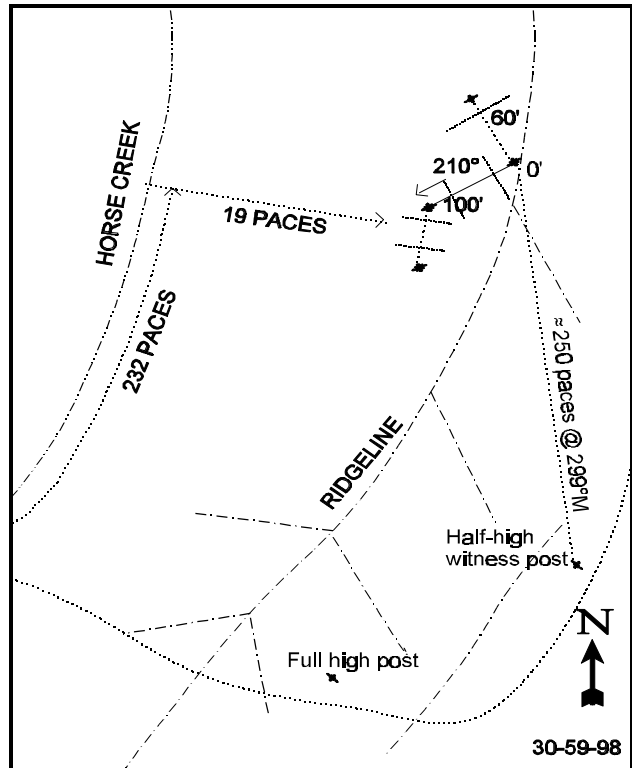 60'
210°
0'
100'
HORSE CREEK
19 PACES
232 PACES
≈250 paces @ 299°M
RIDGELINE
Half-high
witness post
N
Full high post
30-59-98